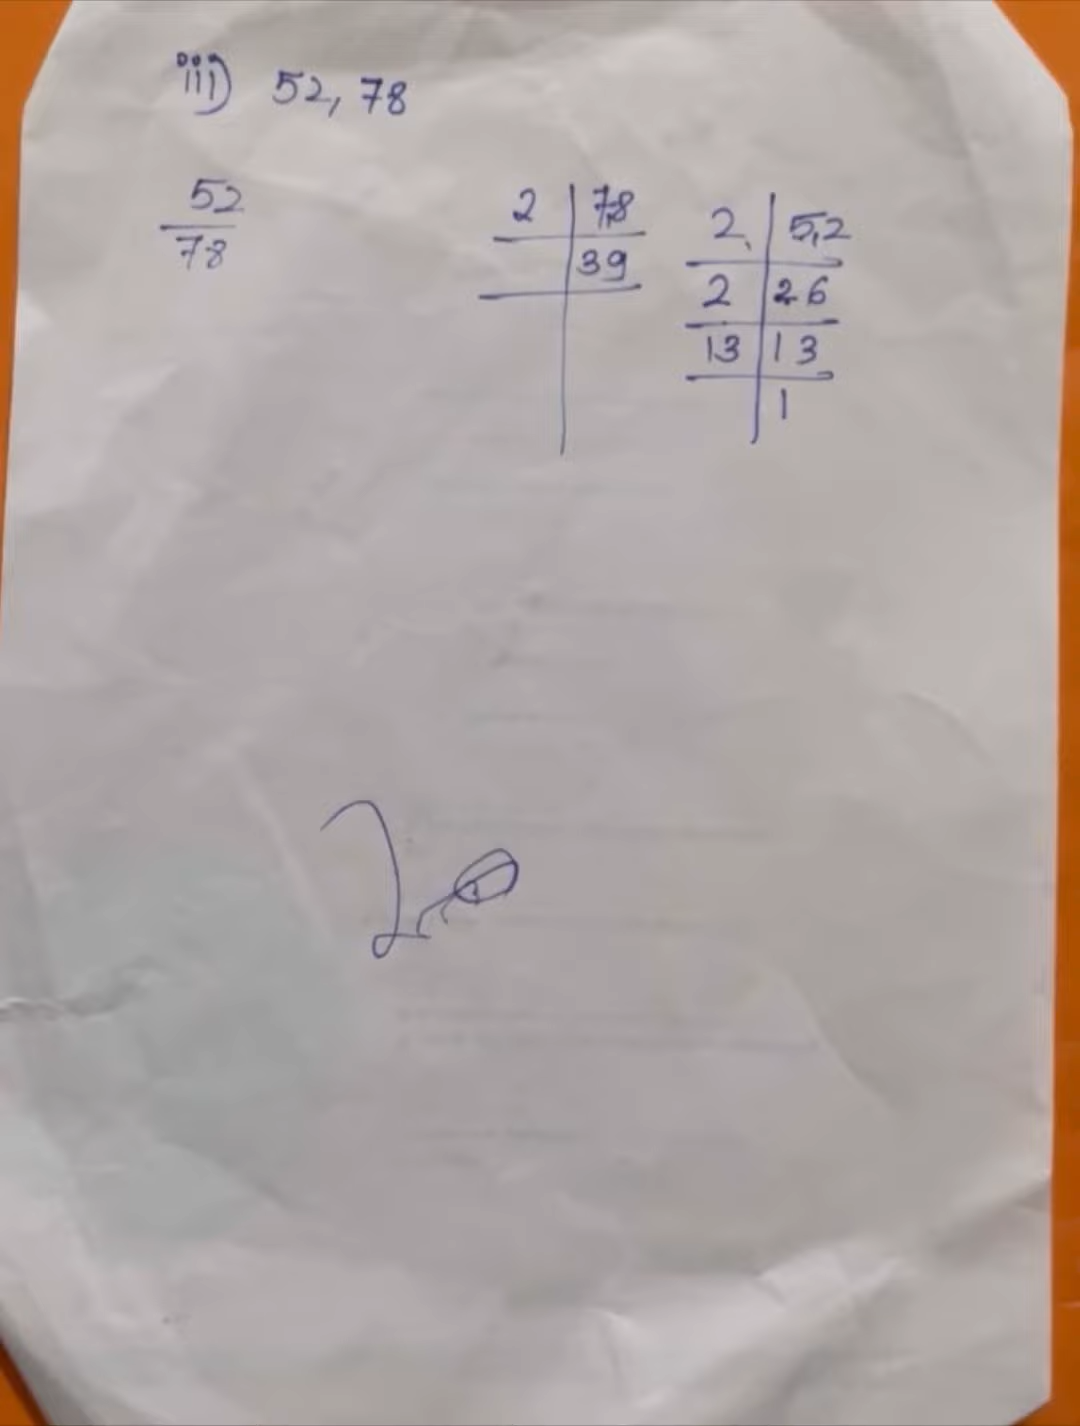 iii) 52, 78
52
78
2 | 78
39
2 | 52
2 | 26
13 | 13
1